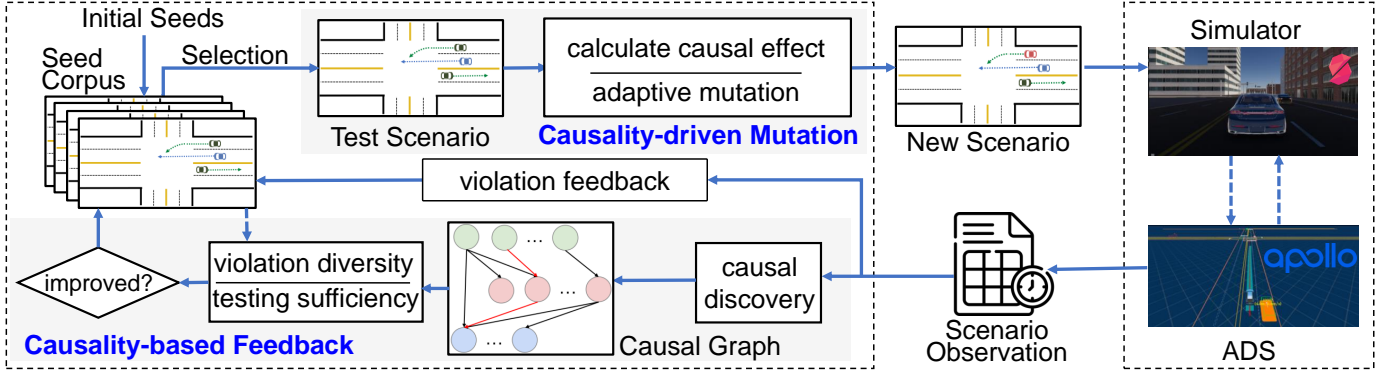 Initial Seeds
Seed
Corpus
Selection
Test Scenario
calculate causal effect
adaptive mutation
Causality-driven Mutation
New Scenario
Simulator
violation feedback
improved?
violation diversity
testing sufficiency
...
...
...
causal
discovery
Causal Graph
Causality-based Feedback
Scenario
Observation
apollo
ADS